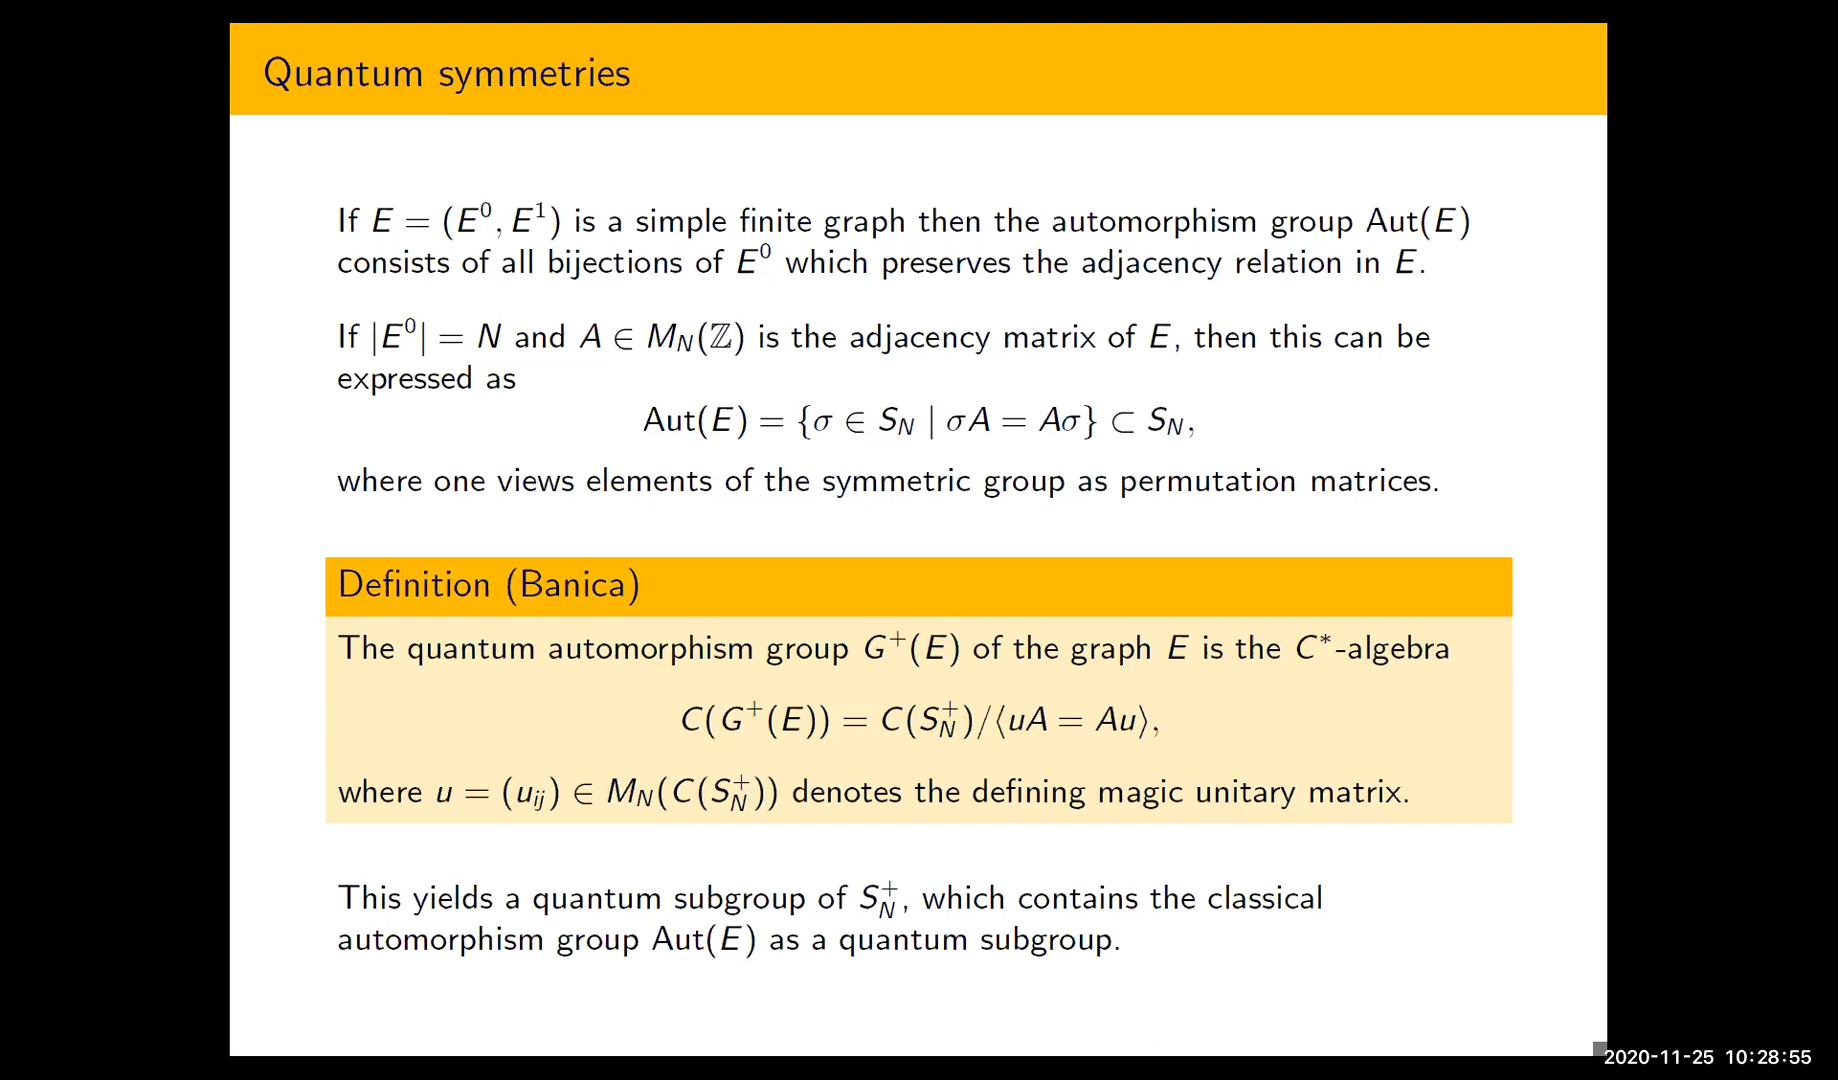 Quantum symmetries
If E = (E⁰, E¹) is a simple finite graph then the automorphism group Aut(E)
consists of all bijections of E⁰ which preserves the adjacency relation in E.
If |E⁰| = N and A ∈ M_N(ℤ) is the adjacency matrix of E, then this can be
expressed as
Aut(E) = {σ ∈ S_N | σA = Aσ} ⊂ S_N,
where one views elements of the symmetric group as permutation matrices.
Definition (Banica)
The quantum automorphism group G⁺(E) of the graph E is the C*-algebra
C(G⁺(E)) = C(S_N⁺)/⟨uA = Au⟩,
where u = (u_ij) ∈ M_N(C(S_N⁺)) denotes the defining magic unitary matrix.
This yields a quantum subgroup of S_N⁺, which contains the classical
automorphism group Aut(E) as a quantum subgroup.
2020-11-25 10:28:55